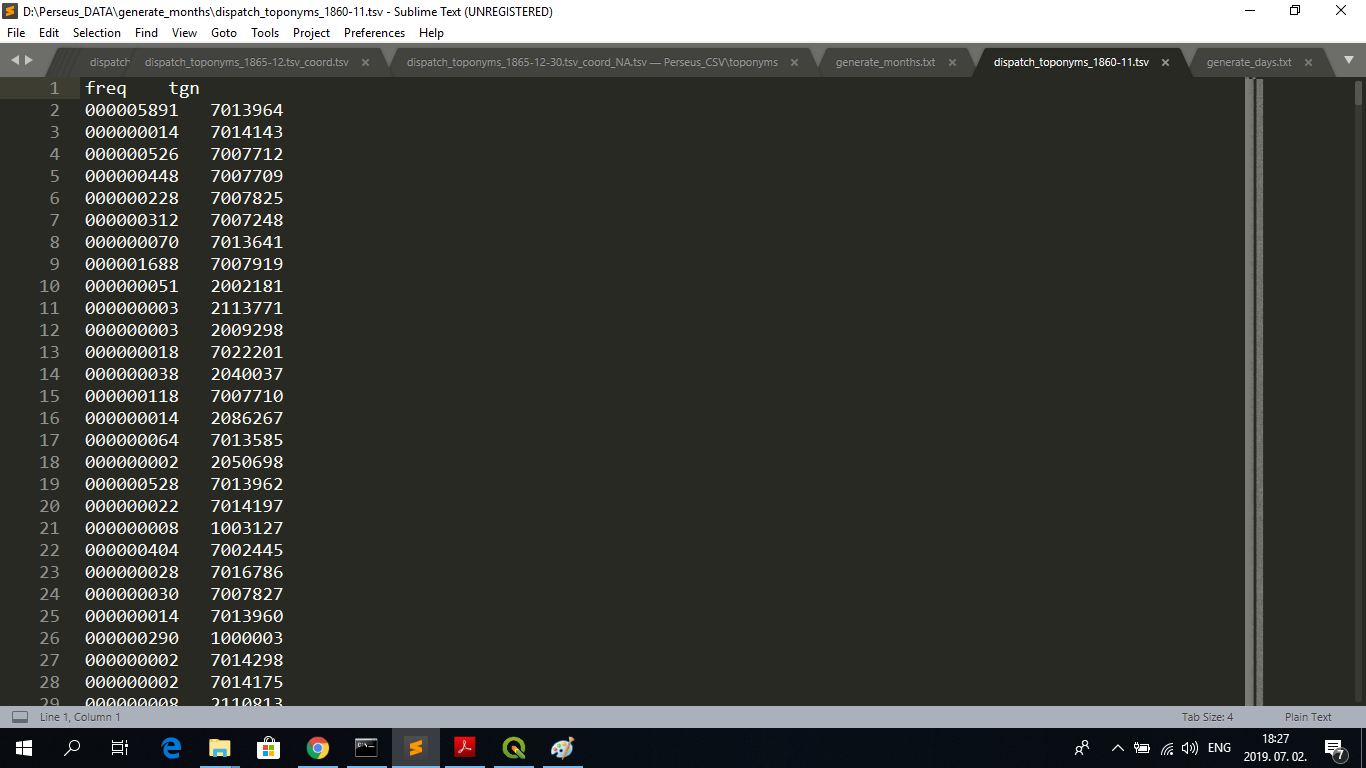 D:\Perseus_DATA\generate_months\dispatch_toponyms_1860-11.tsv - Sublime Text (UNREGISTERED)
File Edit Selection Find View Goto Tools Project Preferences Help
dispatch dispatch_toponyms_1865-12.tsv_coord.tsv dispatch_toponyms_1865-12-30.tsv_coord_NA.tsv — Perseus_CSV\toponyms generate_months.txt dispatch_toponyms_1860-11.tsv generate_days.txt
1 freq tgn
2 000005891 7013964
3 000000014 7014143
4 000000526 7007712
5 000000448 7007709
6 000000228 7007825
7 000000312 7007248
8 000000070 7013641
9 000001688 7007919
10 000000051 2002181
11 000000003 2113771
12 000000003 2009298
13 000000018 7022201
14 000000038 2040037
15 000000118 7007710
16 000000014 2086267
17 000000064 7013585
18 000000002 2050698
19 000000528 7013962
20 000000022 7014197
21 000000008 1003127
22 000000404 7002445
23 000000028 7016786
24 000000030 7007827
25 000000014 7013960
26 000000290 1000003
27 000000002 7014298
28 000000002 7014175
29 000000008 2110813
Line 1, Column 1 Tab Size: 4 Plain Text
ENG 18:27
2019. 07. 02.
7